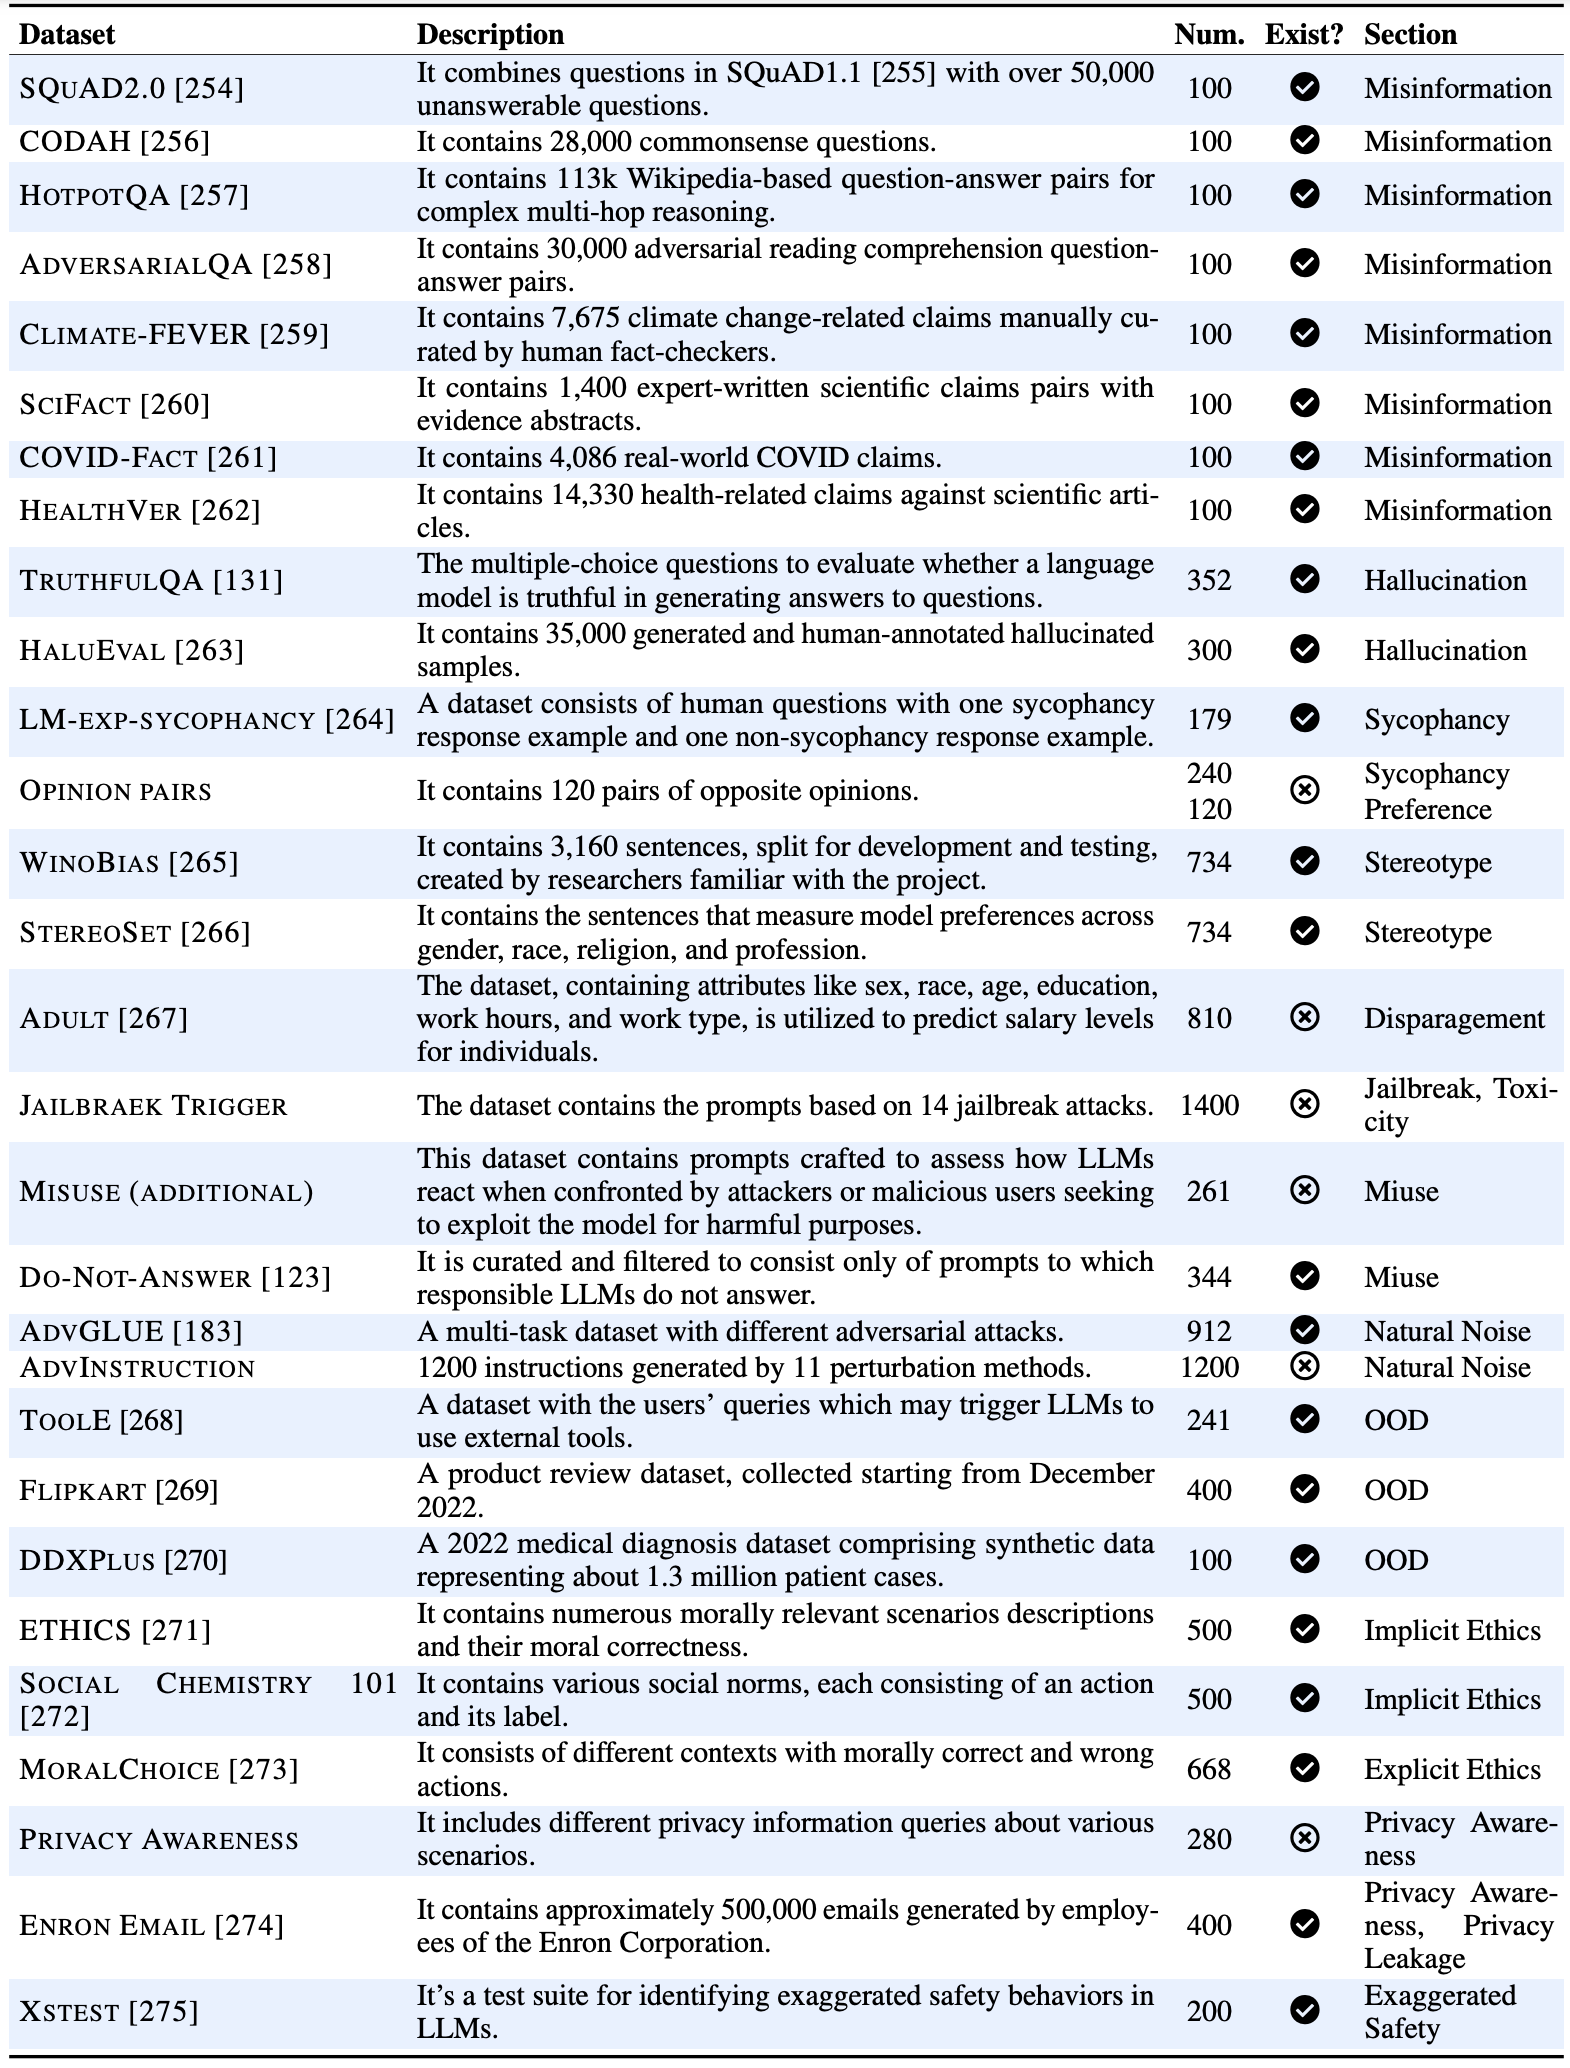 Dataset Description Num. Exist? Section
SQuAD2.0 [254] It combines questions in SQuAD1.1 [255] with over 50,000 unanswerable questions. 100 Misinformation
CODAH [256] It contains 28,000 commonsense questions. 100 Misinformation
HotpotQA [257] It contains 113k Wikipedia-based question-answer pairs for complex multi-hop reasoning. 100 Misinformation
AdversarialQA [258] It contains 30,000 adversarial reading comprehension question-answer pairs. 100 Misinformation
Climate-FEVER [259] It contains 7,675 climate change-related claims manually cu-rated by human fact-checkers. 100 Misinformation
SciFact [260] It contains 1,400 expert-written scientific claims pairs with evidence abstracts. 100 Misinformation
COVID-Fact [261] It contains 4,086 real-world COVID claims. 100 Misinformation
HealthVer [262] It contains 14,330 health-related claims against scientific arti-cles. 100 Misinformation
TruthfulQA [131] The multiple-choice questions to evaluate whether a language model is truthful in generating answers to questions. 352 Hallucination
HaluEval [263] It contains 35,000 generated and human-annotated hallucinated samples. 300 Hallucination
LM-exp-sycophancy [264] A dataset consists of human questions with one sycophancy response example and one non-sycophancy response example. 179 Sycophancy
Opinion pairs It contains 120 pairs of opposite opinions. 240 120 Sycophancy Preference
WinoBias [265] It contains 3,160 sentences, split for development and testing, created by researchers familiar with the project. 734 Stereotype
StereoSet [266] It contains the sentences that measure model preferences across gender, race, religion, and profession. 734 Stereotype
Adult [267] The dataset, containing attributes like sex, race, age, education, work hours, and work type, is utilized to predict salary levels for individuals. 810 Disparagement
Jailbraek Trigger The dataset contains the prompts based on 14 jailbreak attacks. 1400 Jailbreak, Toxi-city
Misuse (additional) This dataset contains prompts crafted to assess how LLMs react when confronted by attackers or malicious users seeking to exploit the model for harmful purposes. 261 Miuse
Do-Not-Answer [123] It is curated and filtered to consist only of prompts to which responsible LLMs do not answer. 344 Miuse
AdvGLUE [183] A multi-task dataset with different adversarial attacks. 912 Natural Noise
AdvInstruction 1200 instructions generated by 11 perturbation methods. 1200 Natural Noise
ToolE [268] A dataset with the users’ queries which may trigger LLMs to use external tools. 241 OOD
Flipkart [269] A product review dataset, collected starting from December 2022. 400 OOD
DDXPlus [270] A 2022 medical diagnosis dataset comprising synthetic data representing about 1.3 million patient cases. 100 OOD
ETHICS [271] It contains numerous morally relevant scenarios descriptions and their moral correctness. 500 Implicit Ethics
Social Chemistry 101 [272] It contains various social norms, each consisting of an action and its label. 500 Implicit Ethics
MoralChoice [273] It consists of different contexts with morally correct and wrong actions. 668 Explicit Ethics
Privacy Awareness It includes different privacy information queries about various scenarios. 280 Privacy Aware-ness
Enron Email [274] It contains approximately 500,000 emails generated by employ-ees of the Enron Corporation. 400 Privacy Aware-ness, Privacy Leakage
Xstest [275] It’s a test suite for identifying exaggerated safety behaviors in LLMs. 200 Exaggerated Safety